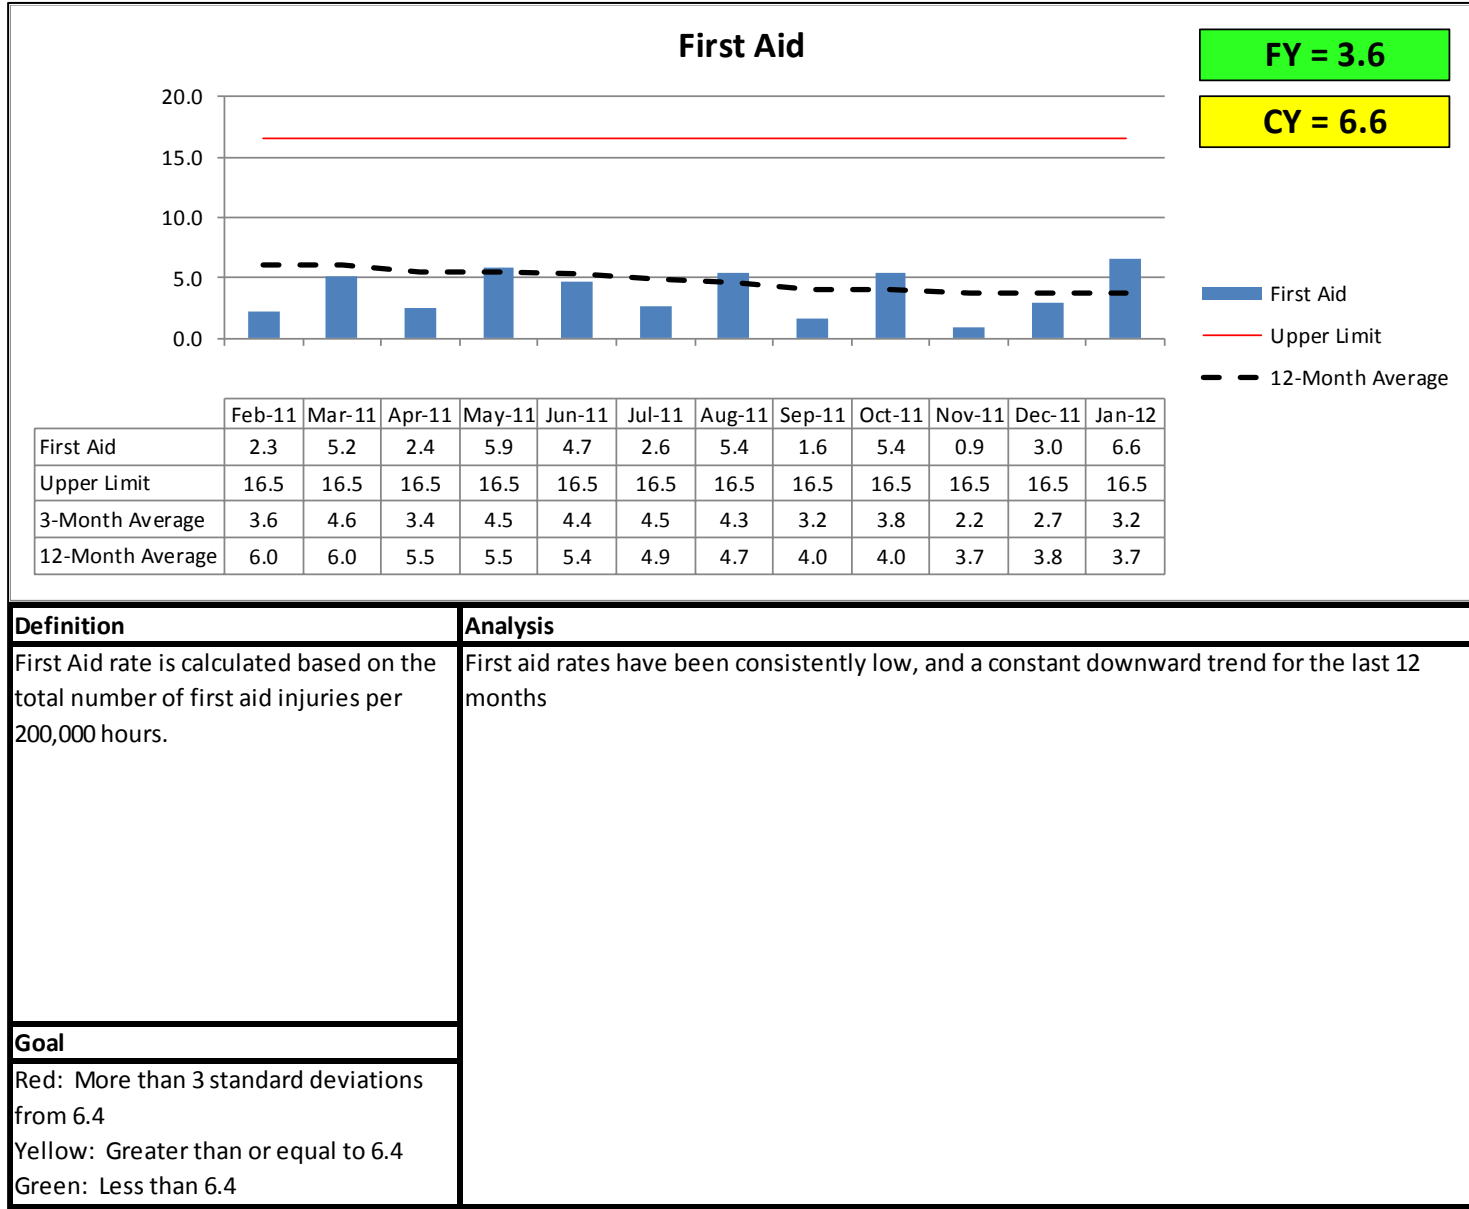 First Aid
FY = 3.6
CY = 6.6
20.0
15.0
10.0
5.0
0.0
First Aid
Upper Limit
12-Month Average
Feb-11 Mar-11 Apr-11 May-11 Jun-11 Jul-11 Aug-11 Sep-11 Oct-11 Nov-11 Dec-11 Jan-12
First Aid 2.3 5.2 2.4 5.9 4.7 2.6 5.4 1.6 5.4 0.9 3.0 6.6
Upper Limit 16.5 16.5 16.5 16.5 16.5 16.5 16.5 16.5 16.5 16.5 16.5 16.5
3-Month Average 3.6 4.6 3.4 4.5 4.4 4.5 4.3 3.2 3.8 2.2 2.7 3.2
12-Month Average 6.0 6.0 5.5 5.5 5.4 4.9 4.7 4.0 4.0 3.7 3.8 3.7
Definition
First Aid rate is calculated based on the
total number of first aid injuries per
200,000 hours.
Analysis
First aid rates have been consistently low, and a constant downward trend for the last 12
months
Goal
Red: More than 3 standard deviations
from 6.4
Yellow: Greater than or equal to 6.4
Green: Less than 6.4